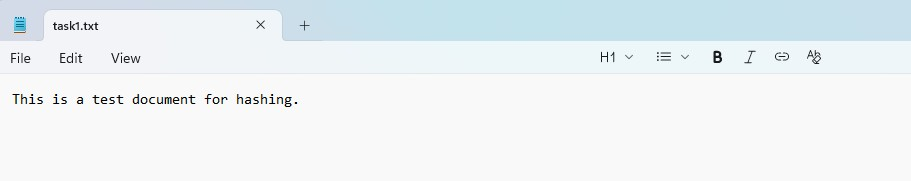 task1.txt
File Edit View H1 B I
This is a test document for hashing.